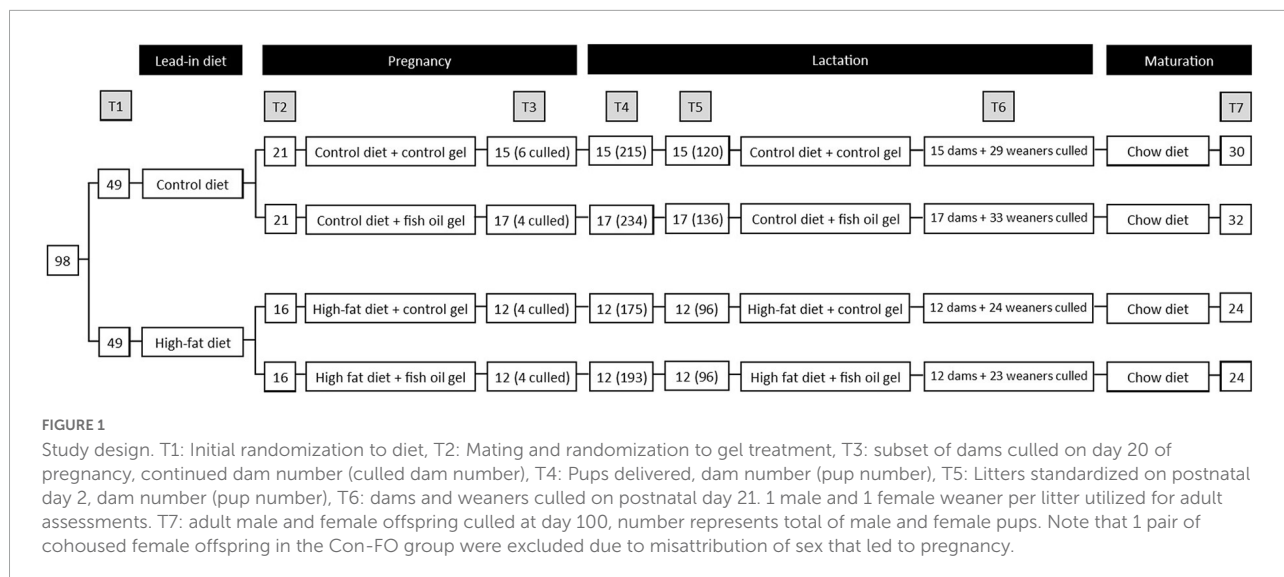 Lead-in diet Pregnancy Lactation Maturation
T1 T2 T3 T4 T5 T6 T7
21 Control diet + control gel 15 (6 culled) 15 (215) 15 (120) Control diet + control gel 15 dams + 29 weaners culled Chow diet 30
49 Control diet
21 Control diet + fish oil gel 17 (4 culled) 17 (234) 17 (136) Control diet + fish oil gel 17 dams + 33 weaners culled Chow diet 32
98
16 High-fat diet + control gel 12 (4 culled) 12 (175) 12 (96) High-fat diet + control gel 12 dams + 24 weaners culled Chow diet 24
49 High-fat diet
16 High fat diet + fish oil gel 12 (4 culled) 12 (193) 12 (96) High fat diet + fish oil gel 12 dams + 23 weaners culled Chow diet 24
FIGURE 1
Study design. T1: Initial randomization to diet, T2: Mating and randomization to gel treatment, T3: subset of dams culled on day 20 of
pregnancy, continued dam number (culled dam number), T4: Pups delivered, dam number (pup number), T5: Litters standardized on postnatal
day 2, dam number (pup number), T6: dams and weaners culled on postnatal day 21. 1 male and 1 female weaner per litter utilized for adult
assessments. T7: adult male and female offspring culled at day 100, number represents total of male and female pups. Note that 1 pair of
cohoused female offspring in the Con-FO group were excluded due to misattribution of sex that led to pregnancy.